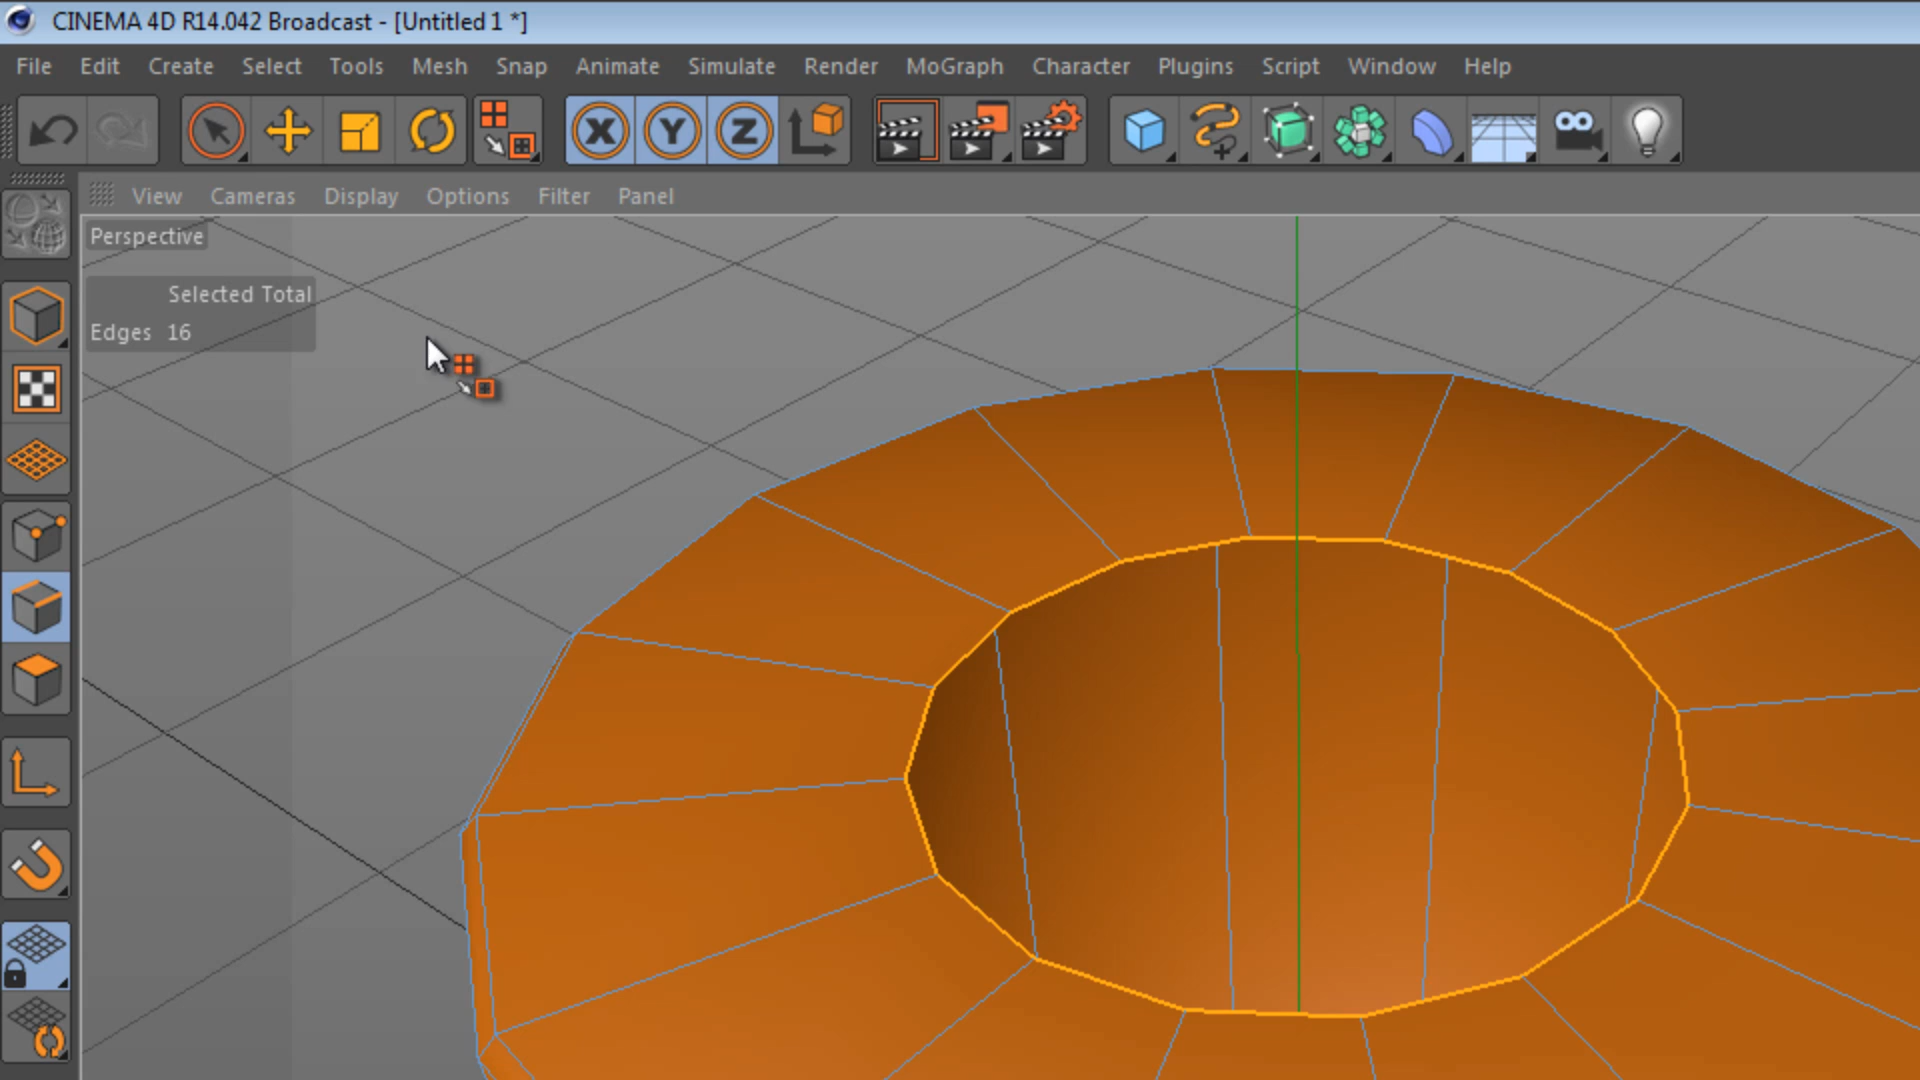 CINEMA 4D R14.042 Broadcast - [Untitled 1 *]
File Edit Create Select Tools Mesh Snap Animate Simulate Render MoGraph Character Plugins Script Window Help
X Y Z
View Cameras Display Options Filter Panel
Perspective
Selected Total
Edges 16